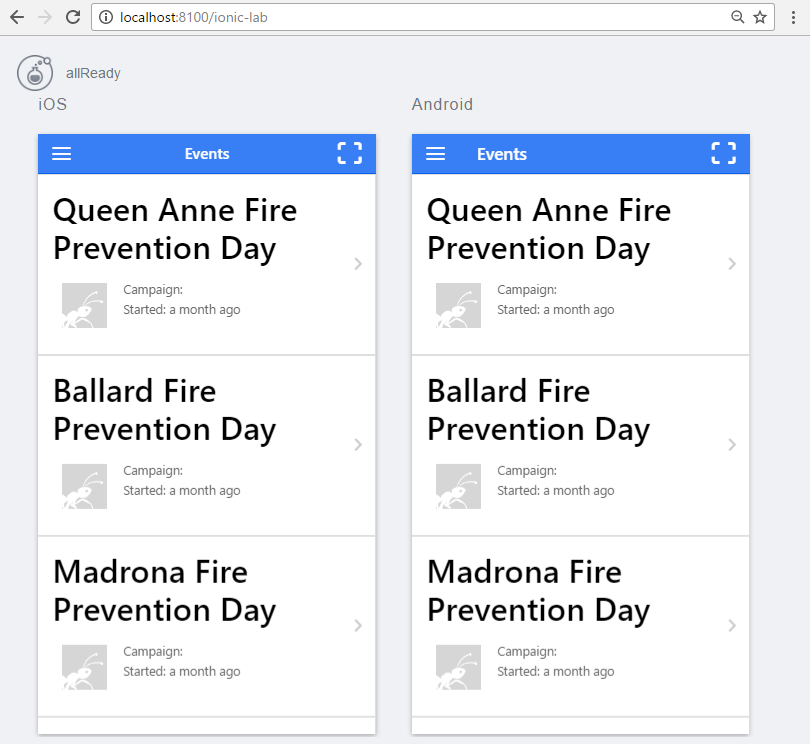 localhost:8100/ionic-lab
allReady
iOS
Events
Queen Anne Fire
Prevention Day
Campaign:
Started: a month ago
Ballard Fire
Prevention Day
Campaign:
Started: a month ago
Madrona Fire
Prevention Day
Campaign:
Started: a month ago
Android
Events
Queen Anne Fire
Prevention Day
Campaign:
Started: a month ago
Ballard Fire
Prevention Day
Campaign:
Started: a month ago
Madrona Fire
Prevention Day
Campaign:
Started: a month ago